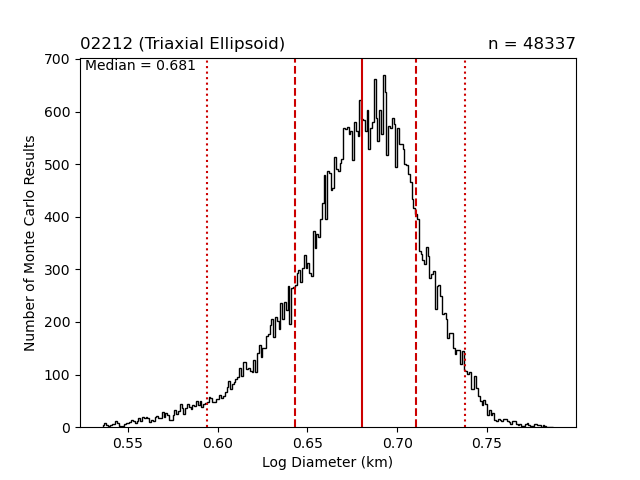 02212 (Triaxial Ellipsoid)
n = 48337
Median = 0.681
Number of Monte Carlo Results
700
600
500
400
300
200
100
0
0.55
0.60
0.65
0.70
0.75
Log Diameter (km)